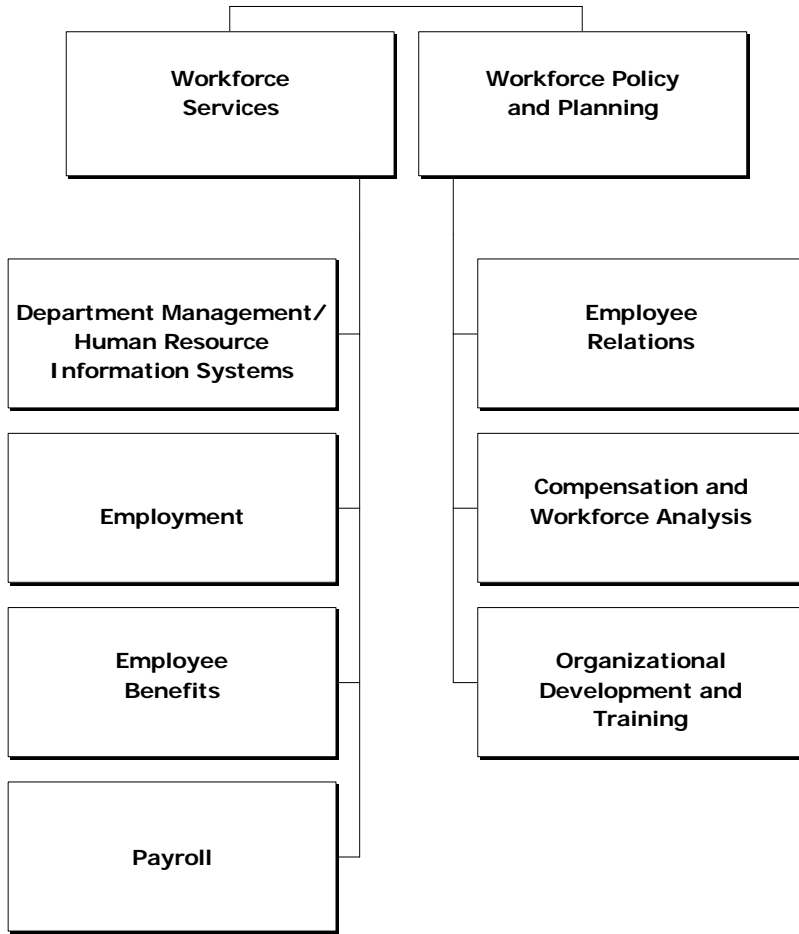 Workforce
Services
Workforce Policy
and Planning
Department Management/
Human Resource
Information Systems
Employee
Relations
Employment
Compensation and
Workforce Analysis
Employee
Benefits
Organizational
Development and
Training
Payroll